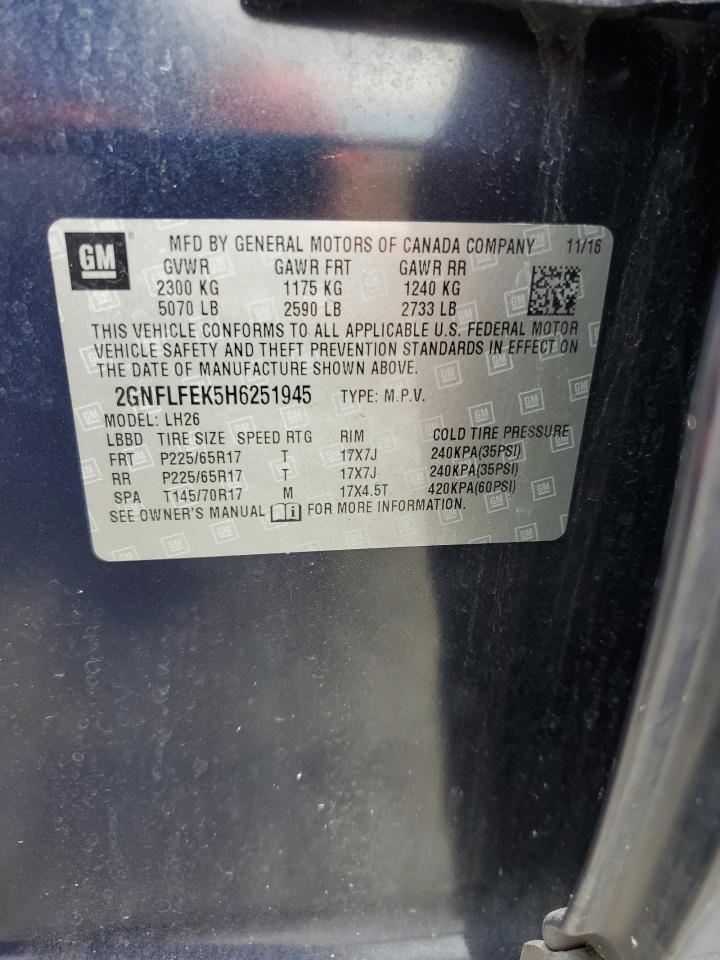 GM ® MFD BY GENERAL MOTORS OF CANADA COMPANY 11/16
GVWR GAWR FRT GAWR RR
2300 KG 1175 KG 1240 KG
5070 LB 2590 LB 2733 LB
THIS VEHICLE CONFORMS TO ALL APPLICABLE U.S. FEDERAL MOTOR
VEHICLE SAFETY AND THEFT PREVENTION STANDARDS IN EFFECT ON
THE DATE OF MANUFACTURE SHOWN ABOVE.
2GNFLFEK5H6251945 TYPE: M.P.V.
MODEL: LH26
LBBD TIRE SIZE SPEED RTG RIM COLD TIRE PRESSURE
FRT P225/65R17 T 17X7J 240KPA(35PSI)
RR P225/65R17 T 17X7J 240KPA(35PSI)
SPA T145/70R17 M 17X4.5T 420KPA(60PSI)
SEE OWNER'S MANUAL i FOR MORE INFORMATION.